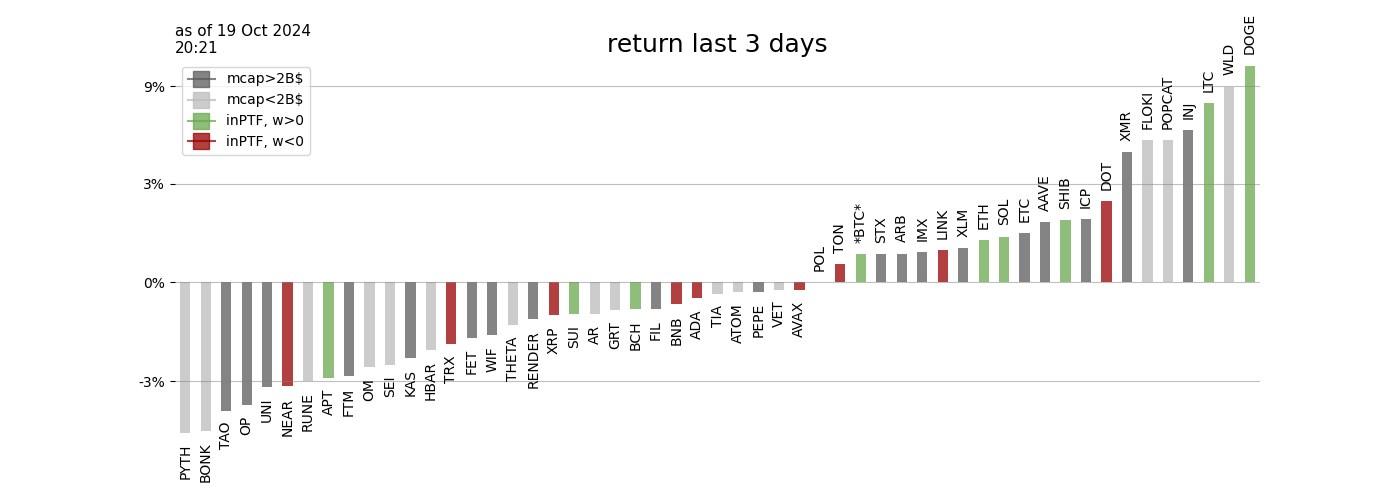 as of 19 Oct 2024
20:21
return last 3 days
mcap>2B$
mcap<2B$
inPTF, w>0
inPTF, w<0
9%
3%
0%
-3%
PYTH
BONK
TAO
OP
UNI
NEAR
RUNE
APT
FTM
OM
SEI
KAS
HBAR
TRX
FET
WIF
THETA
RENDER
XRP
SUI
AR
GRT
BCH
FIL
BNB
ADA
TIA
ATOM
PEPE
VET
AVAX
POL
TON
*BTC*
STX
ARB
IMX
LINK
XLM
ETH
SOL
ETC
AAVE
SHIB
ICP
DOT
XMR
FLOKI
POPCAT
INJ
LTC
WLD
DOGE